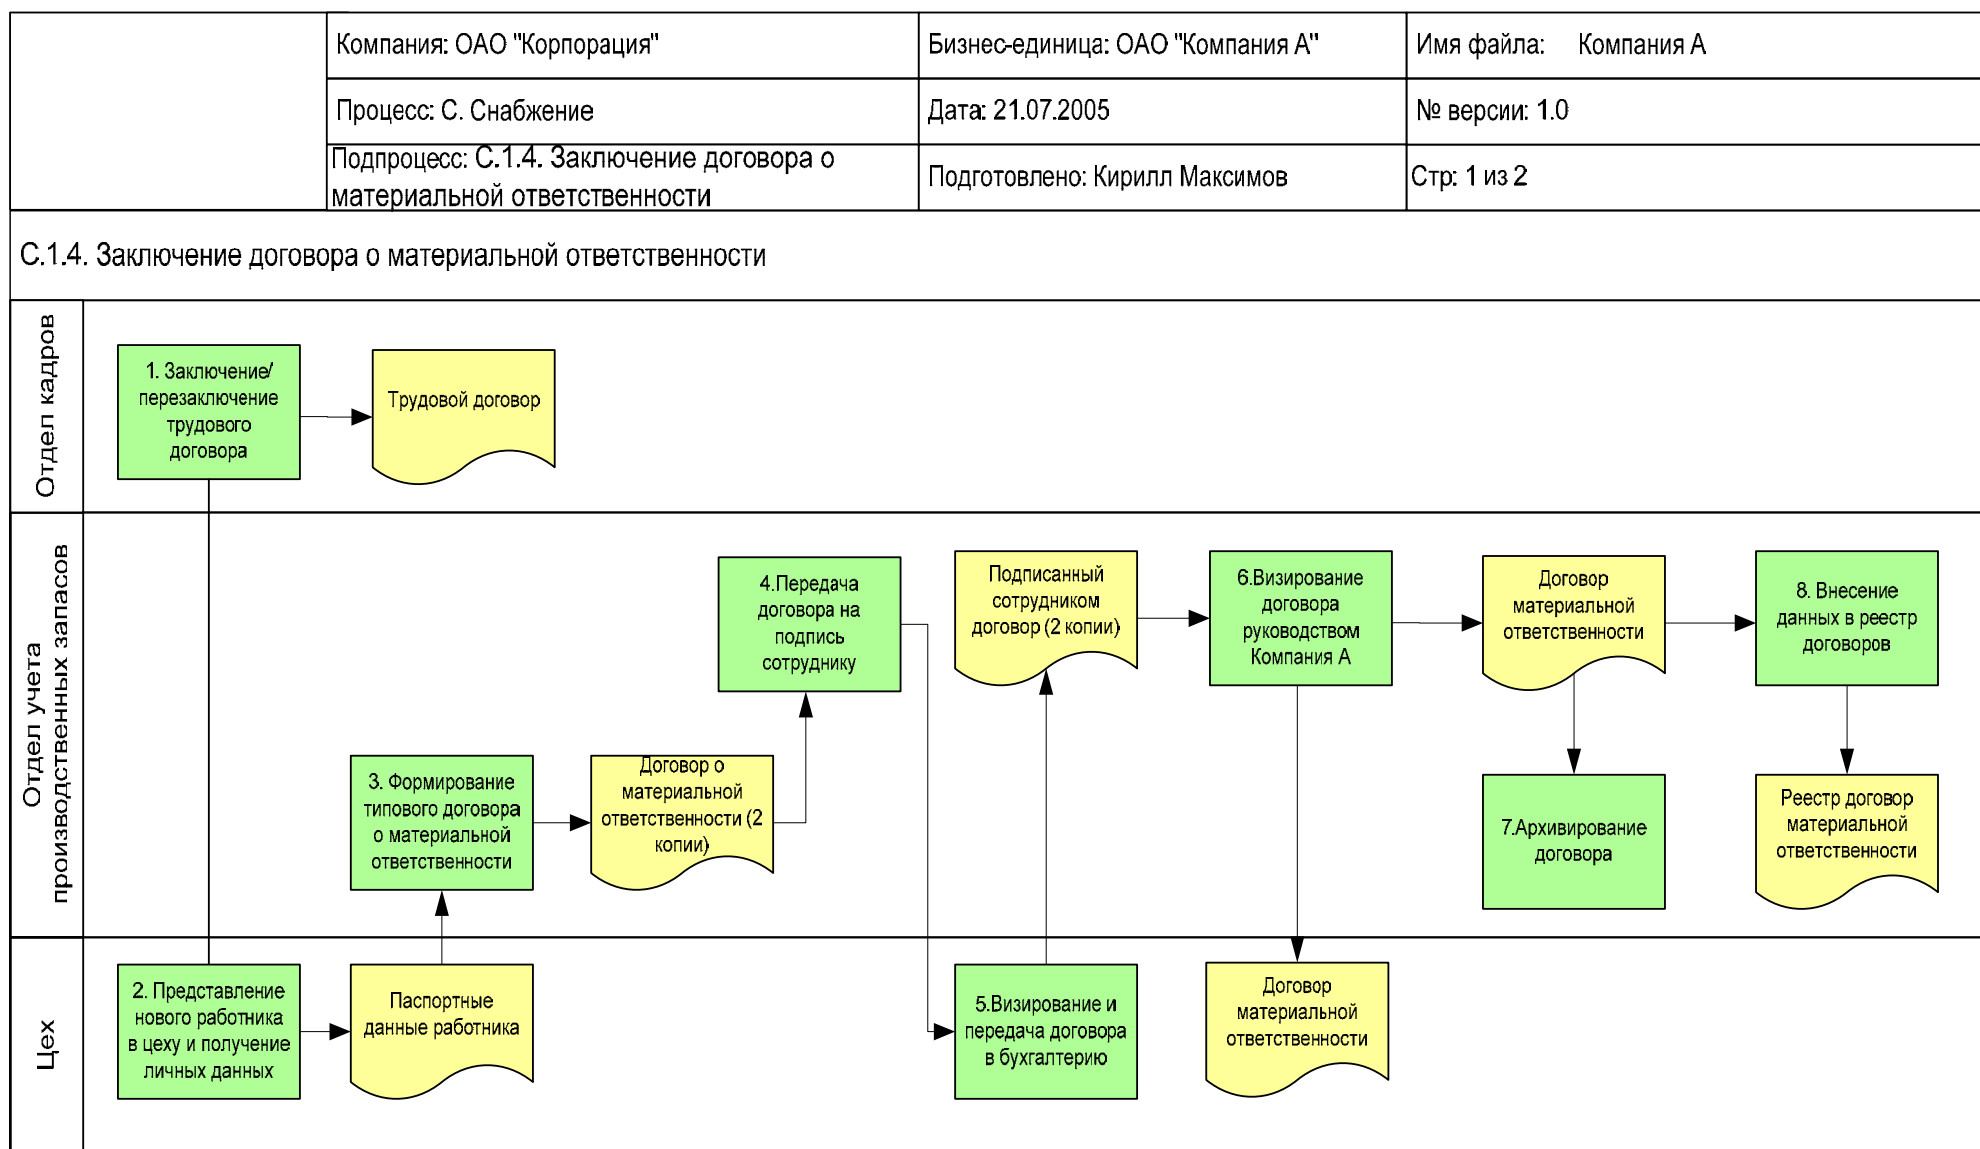 Компания: ОАО "Корпорация"
Бизнес-единица: ОАО "Компания А"
Имя файла: Компания А
Процесс: С. Снабжение
Дата: 21.07.2005
№ версии: 1.0
Подпроцесс: С.1.4. Заключение договора о
материальной ответственности
Подготовлено: Кирилл Максимов
Стр: 1 из 2
С.1.4. Заключение договора о материальной ответственности
Отдел кадров
1. Заключение/
перезаключение
трудового
договора
Трудовой договор
Отдел учета
производственных запасов
4.Передача
договора на
подпись
сотруднику
Подписанный
сотрудником
договор (2 копии)
6.Визирование
договора
руководством
Компания А
Договор
материальной
ответственности
8. Внесение
данных в реестр
договоров
3. Формирование
типового договора
о материальной
ответственности
Договор о
материальной
ответственности (2
копии)
7.Архивирование
договора
Реестр договор
материальной
ответственности
Цех
2. Представление
нового работника
в цеху и получение
личных данных
Паспортные
данные работника
5.Визирование и
передача договора
в бухгалтерию
Договор
материальной
ответственности